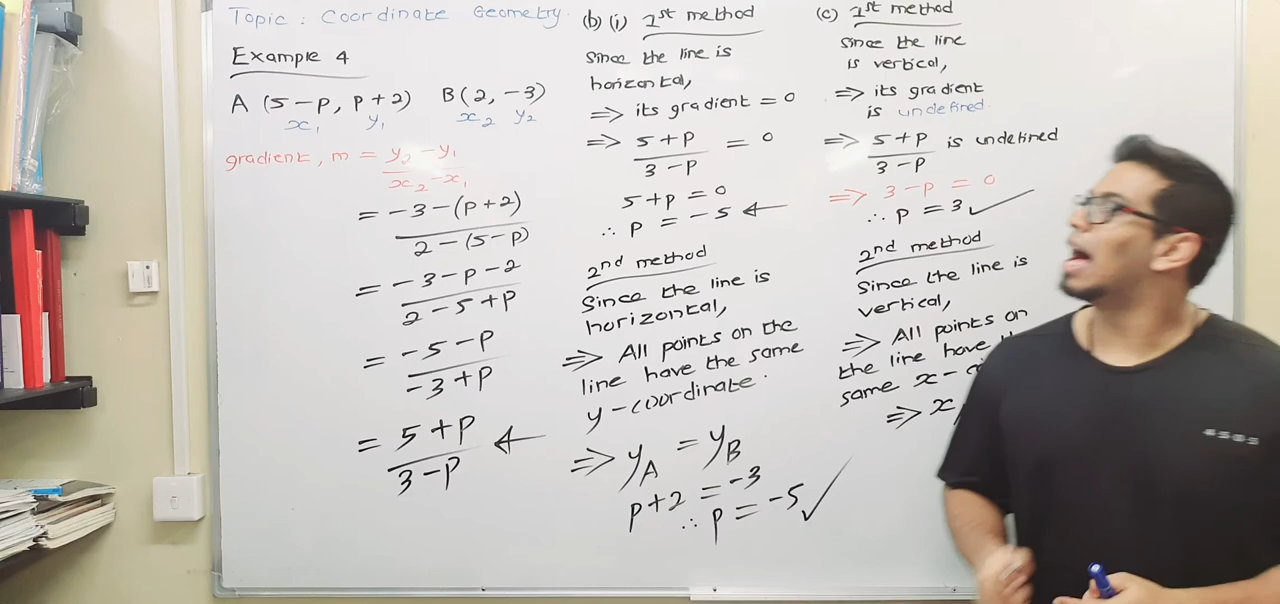 Topic : Coordinate Geometry.
Example 4
A (5-p, p+2) B(2, -3)
x₁ y₁ x₂ y₂
gradient, m = y₂ - y₁ / x₂ - x₁
= -3-(p+2) / 2-(5-p)
= -3-p-2 / 2-5+p
= -5-p / -3+p
= 5+p / 3-p ←
(b) (i) 1st method
Since the line is
horizontal,
⇒ its gradient = 0
⇒ 5+p / 3-p = 0
5+p = 0
∴ p = -5 ←
2nd method
Since the line is
horizontal,
⇒ All points on the
line have the same
y-coordinate.
⇒ yA = yB
p+2 = -3
∴ p = -5 ✓
(c) 1st method
Since the line
is vertical,
⇒ its gradient
is undefined.
⇒ 5+p / 3-p is undefined
⇒ 3-p = 0
∴ p = 3 ✓
2nd method
Since the line is
vertical,
⇒ All points on
the line have
same x-
⇒ x
asos